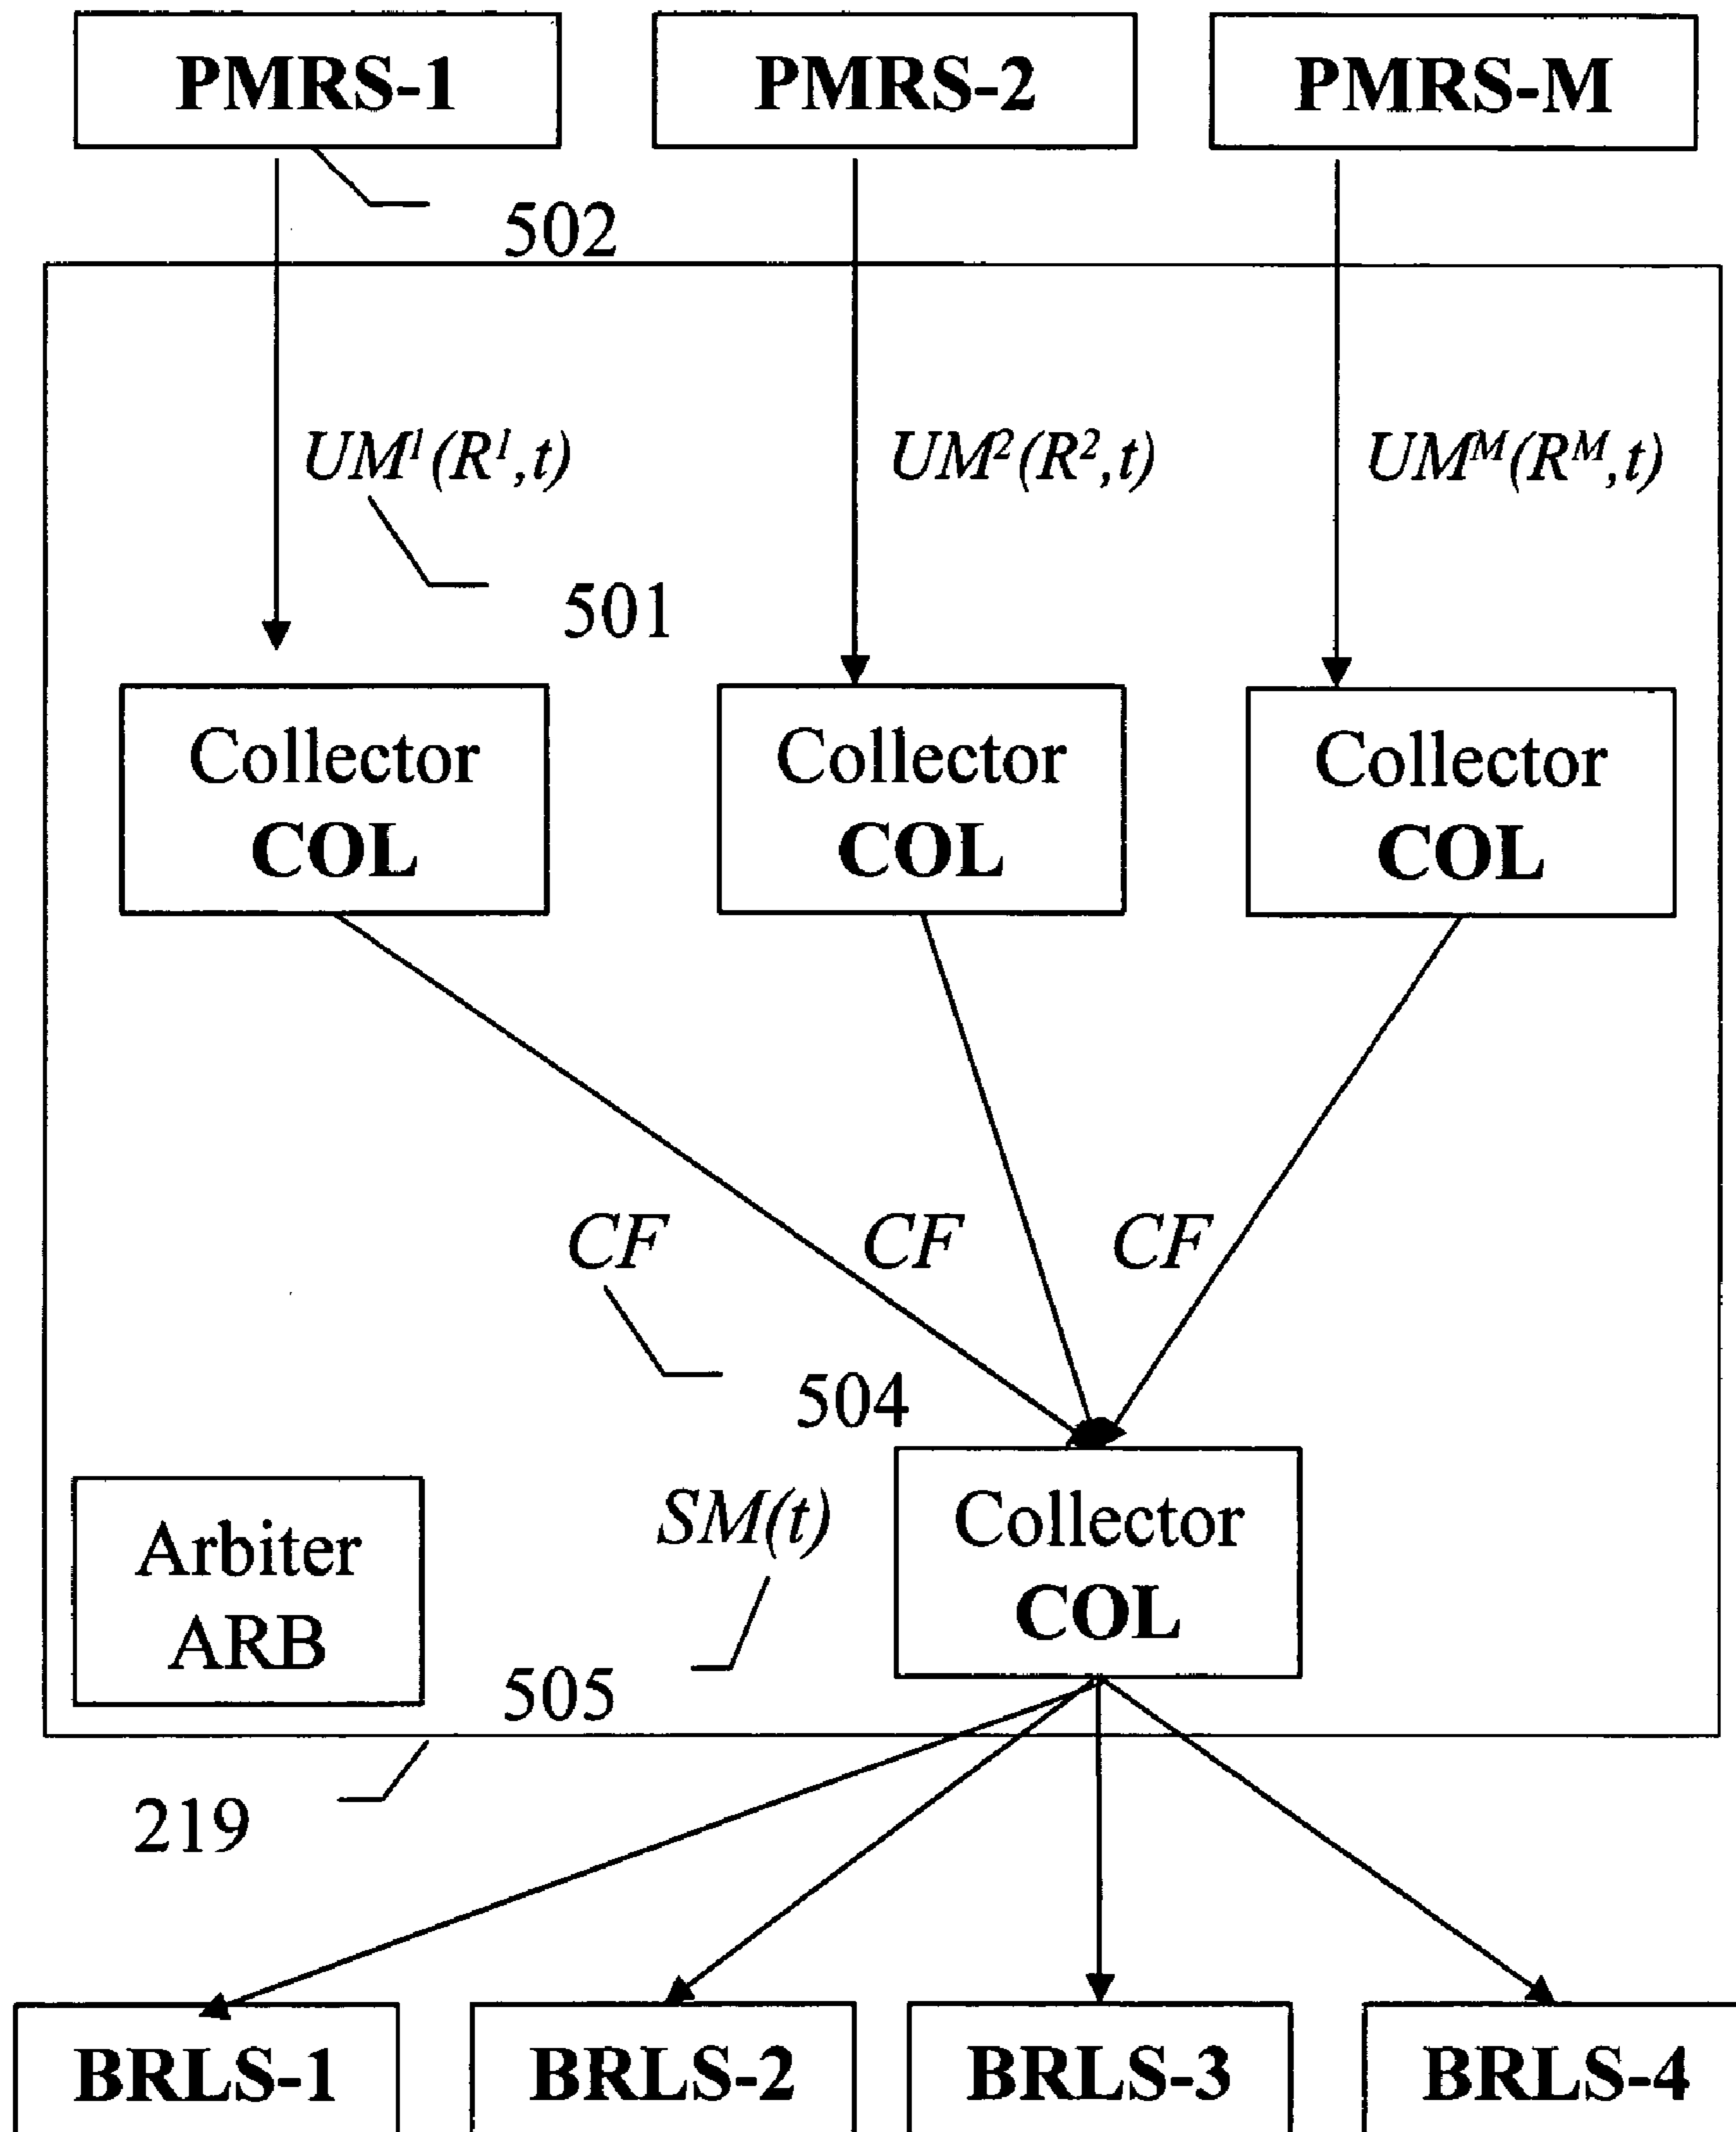 PMRS-1 PMRS-2 PMRS-M
502
UM¹(R¹,t) UM²(R²,t) UMᴹ(Rᴹ,t)
501
Collector Collector Collector
COL COL COL
CF CF CF
504
SM(t)
Collector
COL
Arbiter
ARB
505
219
BRLS-1 BRLS-2 BRLS-3 BRLS-4